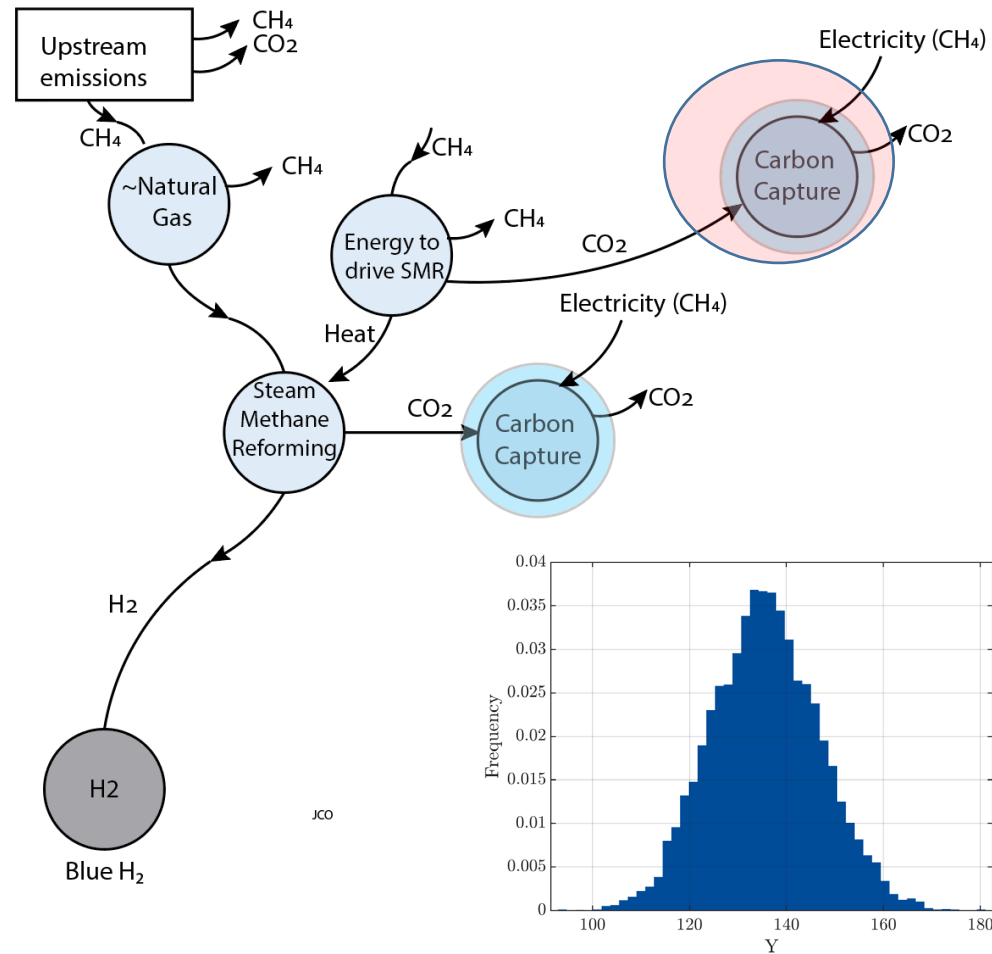 Upstream
emissions
CH₄
CO2
CH₄
~Natural
Gas
CH₄
CH₄
Energy to
drive SMR
CH₄
CO2
Electricity (CH₄)
Carbon
Capture
CO2
Heat
Steam
Methane
Reforming
CO2
Electricity (CH₄)
Carbon
Capture
CO2
H2
H2
Blue H₂
JCO
Frequency
0.04
0.035
0.03
0.025
0.02
0.015
0.01
0.005
0
100 120 140 160 180
Y